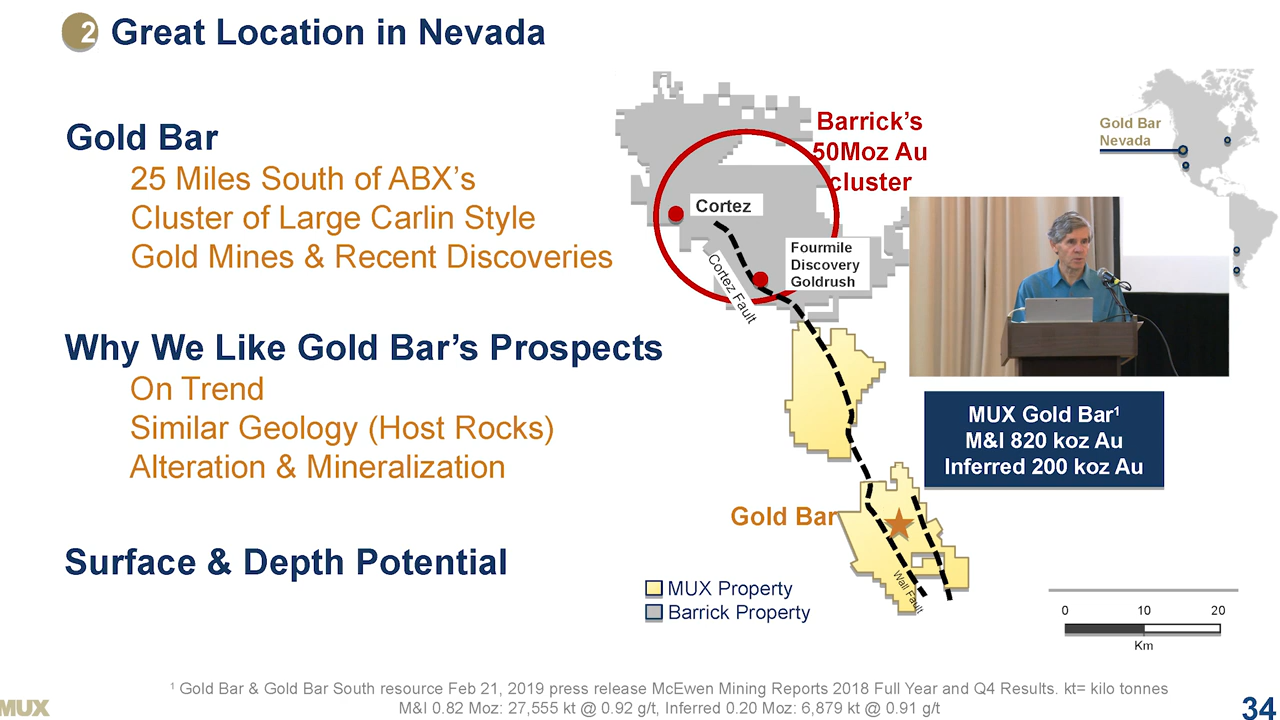 2 Great Location in Nevada
Gold Bar
25 Miles South of ABX's
Cluster of Large Carlin Style
Gold Mines & Recent Discoveries
Why We Like Gold Bar's Prospects
On Trend
Similar Geology (Host Rocks)
Alteration & Mineralization
Surface & Depth Potential
Barrick's
50Moz Au
cluster
Cortez
Fourmile
Discovery
Goldrush
Cortez Fault
Gold Bar
Wall Fault
MUX Property
Barrick Property
Gold Bar
Nevada
MUX Gold Bar¹
M&I 820 koz Au
Inferred 200 koz Au
0 10 20
Km
¹ Gold Bar & Gold Bar South resource Feb 21, 2019 press release McEwen Mining Reports 2018 Full Year and Q4 Results. kt= kilo tonnes
M&I 0.82 Moz: 27,555 kt @ 0.92 g/t, Inferred 0.20 Moz: 6,879 kt @ 0.91 g/t
MUX
34